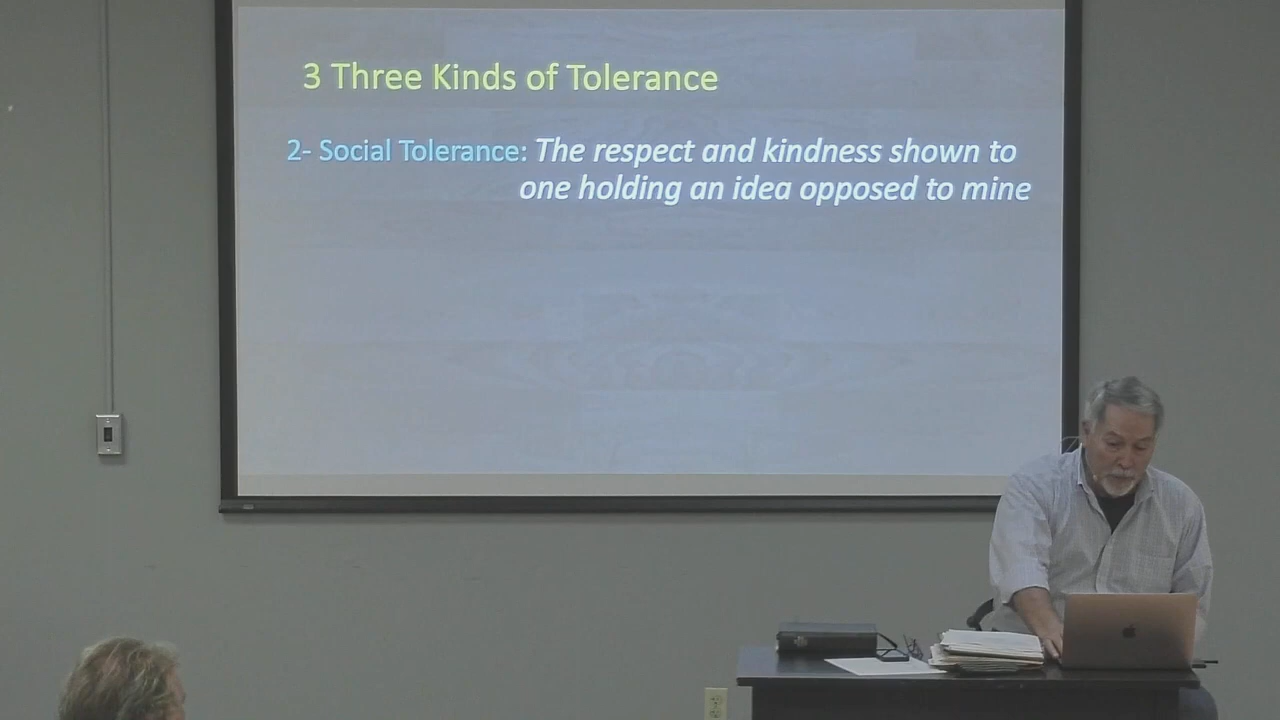 3 Three Kinds of Tolerance
2- Social Tolerance: The respect and kindness shown to
one holding an idea opposed to mine